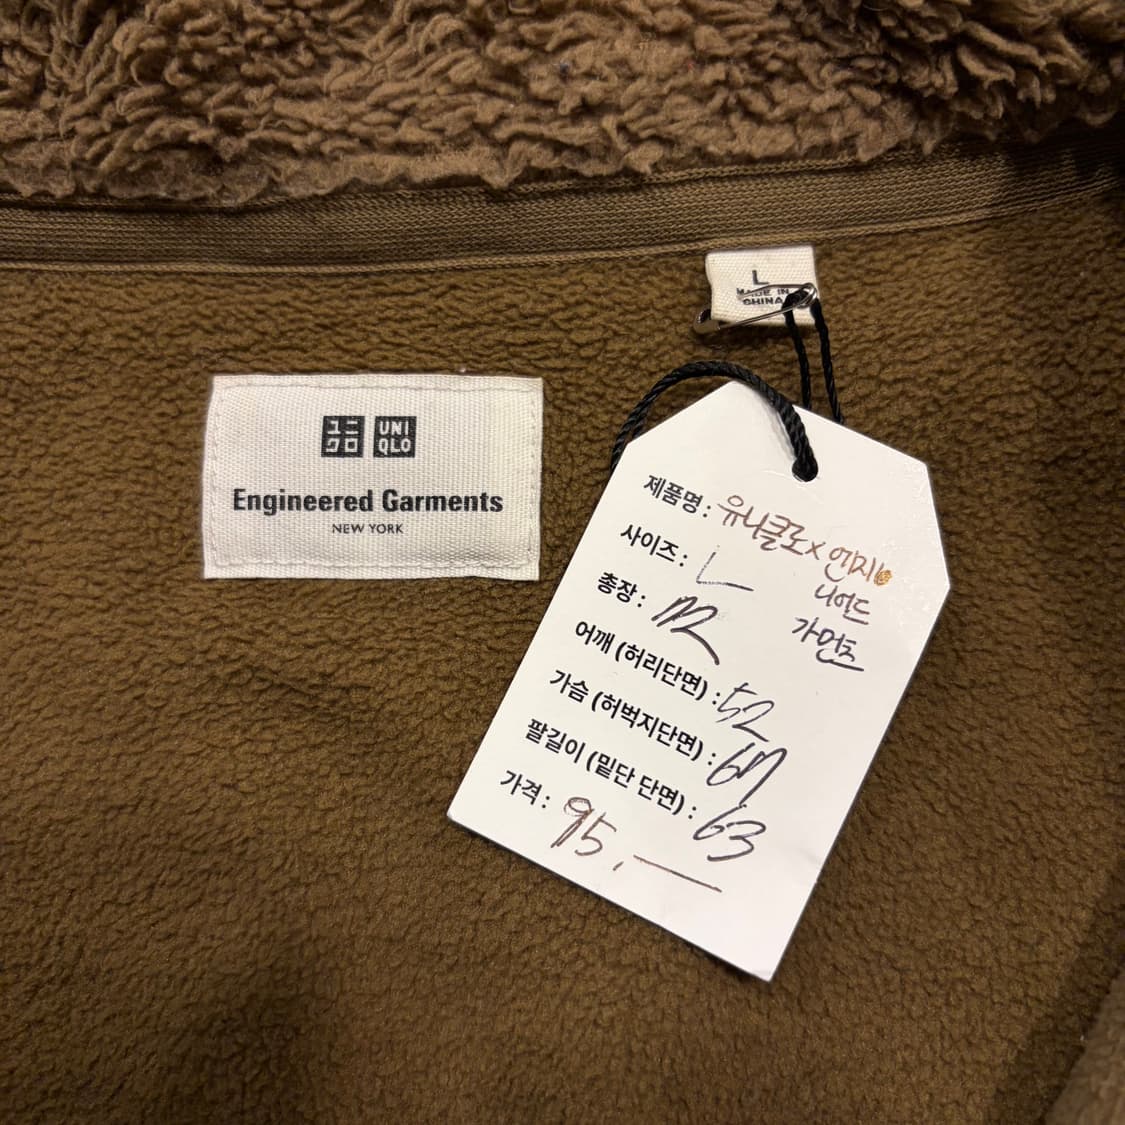 ユニ UNI
クロ QLO
Engineered Garments
NEW YORK
L
MADE IN
CHINA
제품명: 유니클로 x 엔지
니어드
가먼츠
사이즈: L
총장: 72
어깨 (허리단면) : 52
가슴 (허벅지단면) : 67
팔길이 (밑단 단면) : 63
가격: 95,—